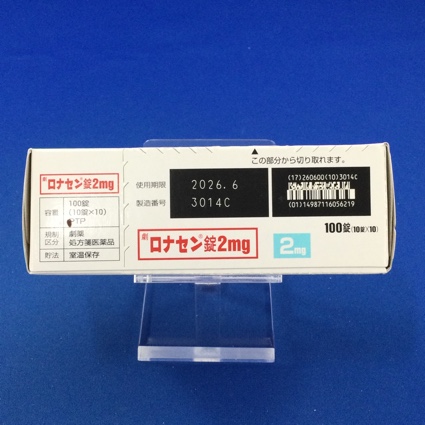 劇 ロナセン®錠2mg
容器 100錠
(10錠×10)
PTP
規制区分 劇薬
処方箋医薬品
貯法 室温保存
使用期限 2026.6
製造番号 3014C
▲
この部分から切り取れます。
(17)260600(10)3014C
(01)14987116056219
劇 ロナセン®錠2mg
2mg
100錠(10錠×10)